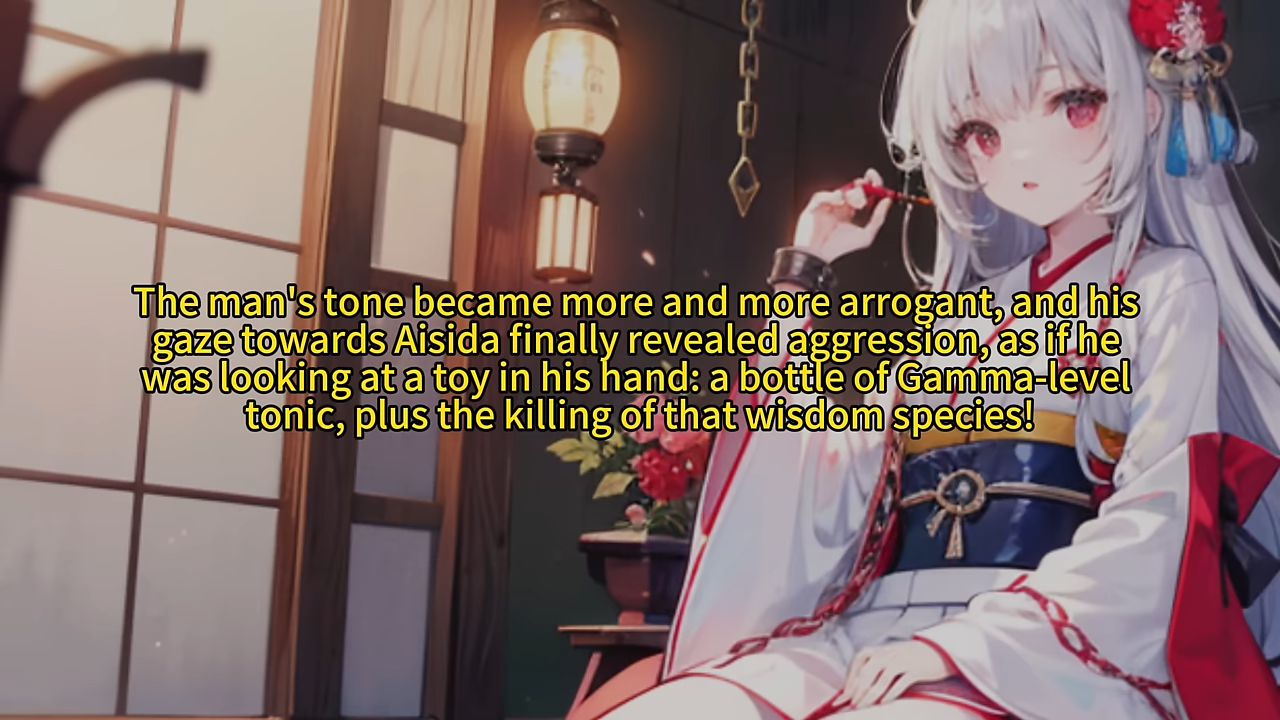 The man's tone became more and more arrogant, and his
gaze towards Aisida finally revealed aggression, as if he
was looking at a toy in his hand: a bottle of Gamma-level
tonic, plus the killing of that wisdom species!